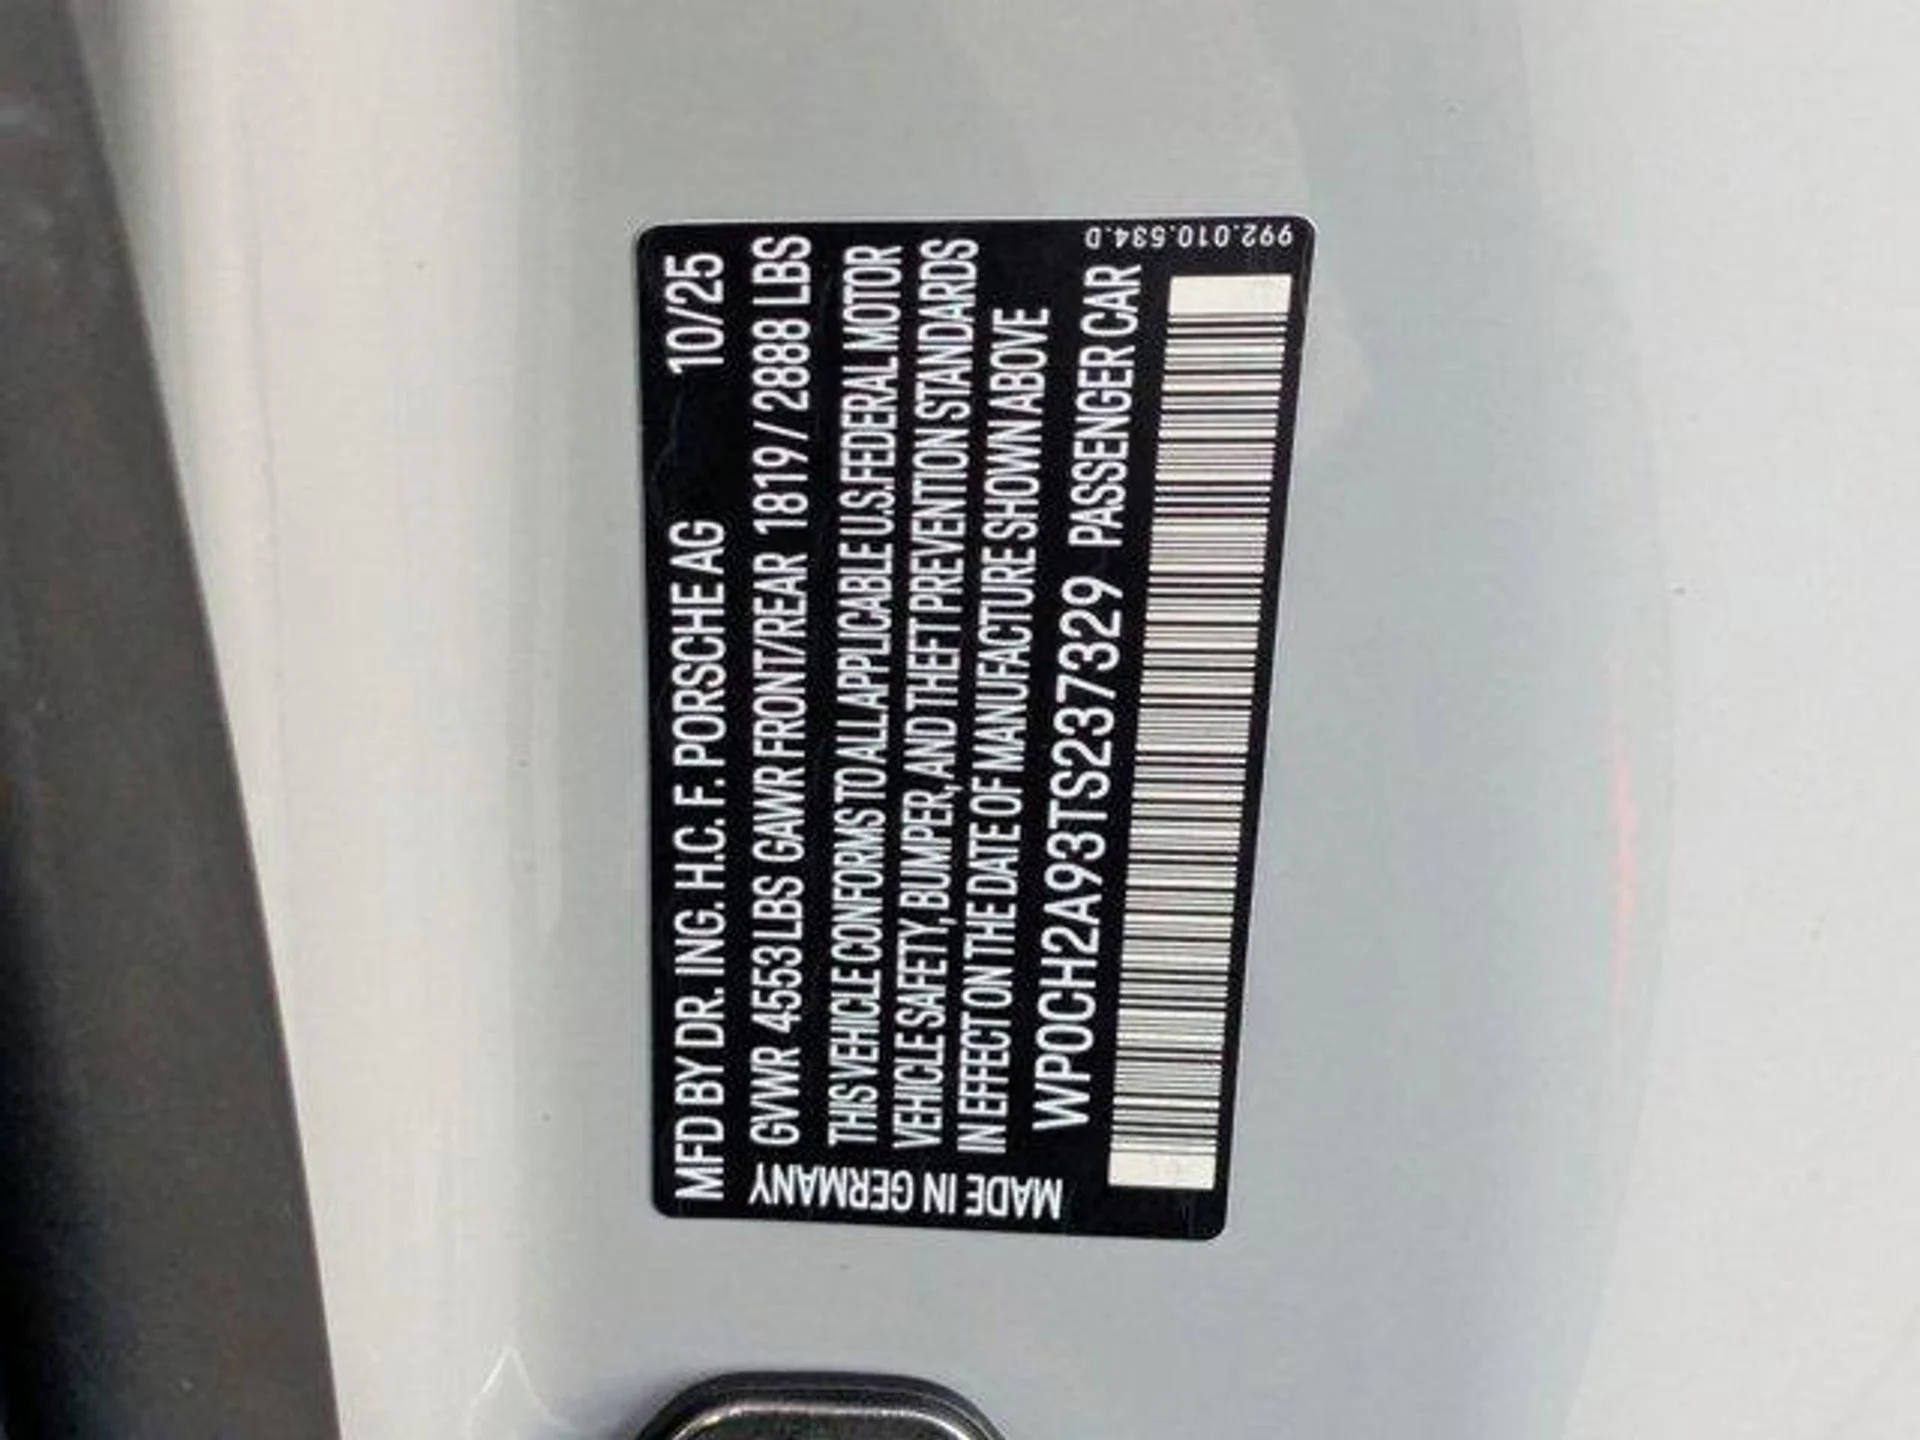 MFD BY DR. ING. H.C. F. PORSCHE AG 10/25
GVWR 4553 LBS GAWR FRONT/REAR 1819 / 2888 LBS
THIS VEHICLE CONFORMS TO ALL APPLICABLE U.S. FEDERAL MOTOR
VEHICLE SAFETY, BUMPER, AND THEFT PREVENTION STANDARDS
IN EFFECT ON THE DATE OF MANUFACTURE SHOWN ABOVE
WP0CH2A93TS237329 PASSENGER CAR
MADE IN GERMANY
992.010.534.D